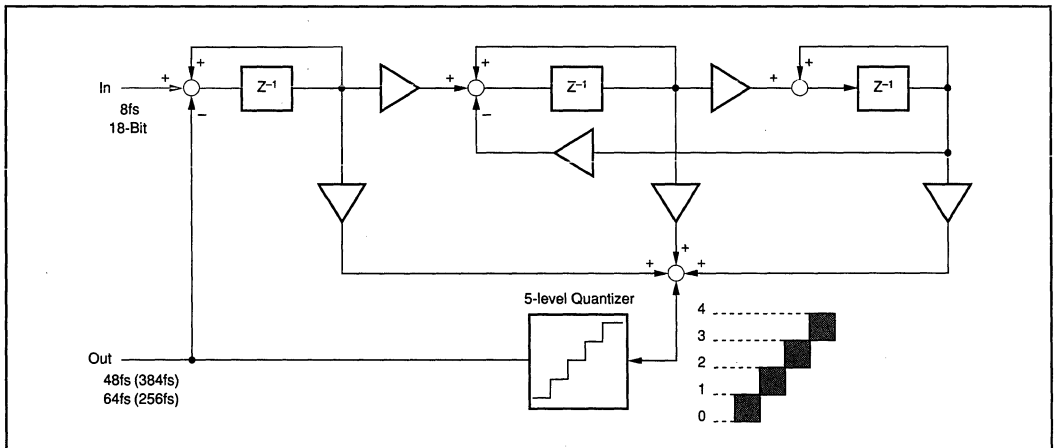 +
+
+
In
+
Z⁻¹
+
Z⁻¹
+
Z⁻¹
8fs
18-Bit
−
−
+
+
+
5-level Quantizer
4
3
2
1
0
Out
48fs (384fs)
64fs (256fs)